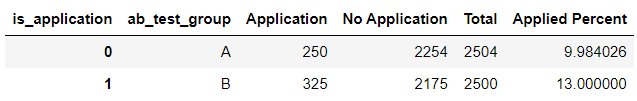 is_application ab_test_group Application No Application Total Applied Percent
0 A 250 2254 2504 9.984026
1 B 325 2175 2500 13.000000